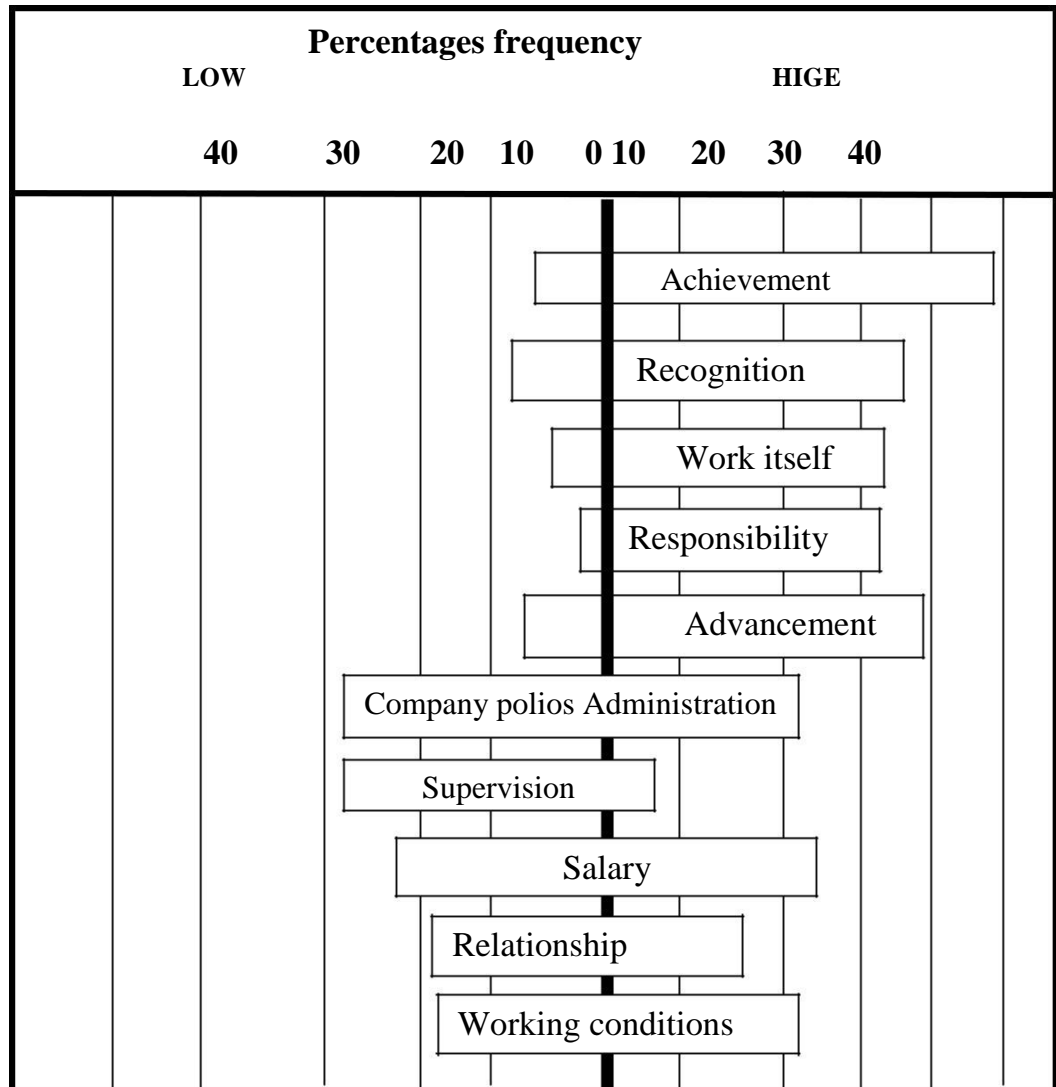 Percentages frequency
LOW HIGE
40 30 20 10 0 10 20 30 40
Achievement
Recognition
Work itself
Responsibility
Advancement
Company polios Administration
Supervision
Salary
Relationship
Working conditions